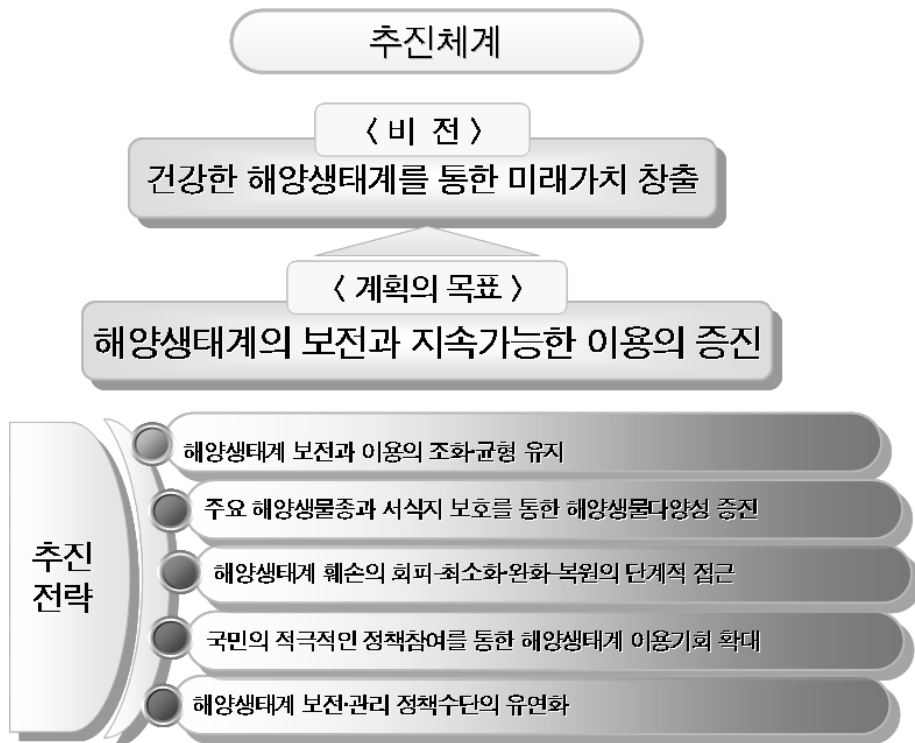 추진체계
< 비 전 >
건강한 해양생태계를 통한 미래가치 창출
< 계획의 목표 >
해양생태계의 보전과 지속가능한 이용의 증진
추진
전략
해양생태계 보전과 이용의 조화·균형 유지
주요 해양생물종과 서식지 보호를 통한 해양생물다양성 증진
해양생태계 훼손의 회피-최소화-완화-복원의 단계적 접근
국민의 적극적인 정책참여를 통한 해양생태계 이용기회 확대
해양생태계 보전·관리 정책수단의 유연화